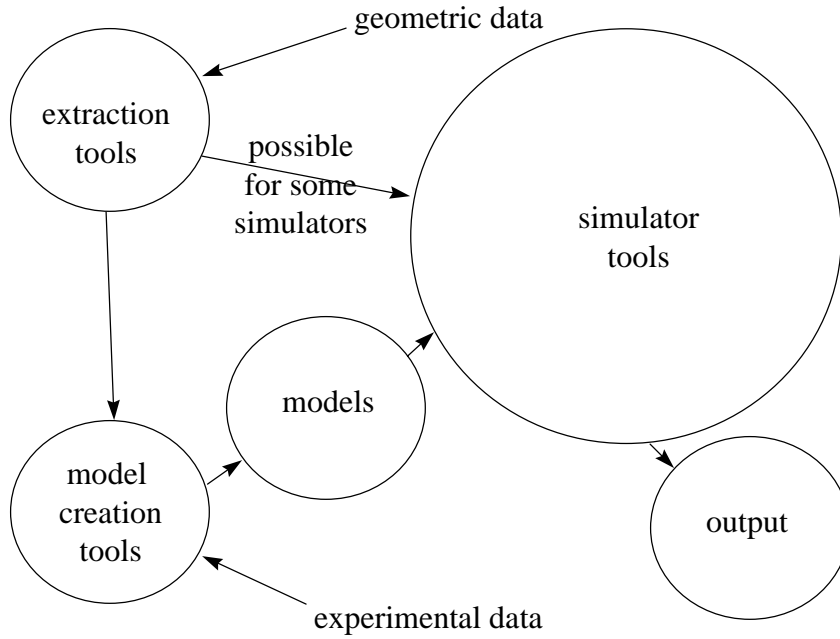 geometric data
extraction
tools
possible
for some
simulators
simulator
tools
models
model
creation
tools
output
experimental data